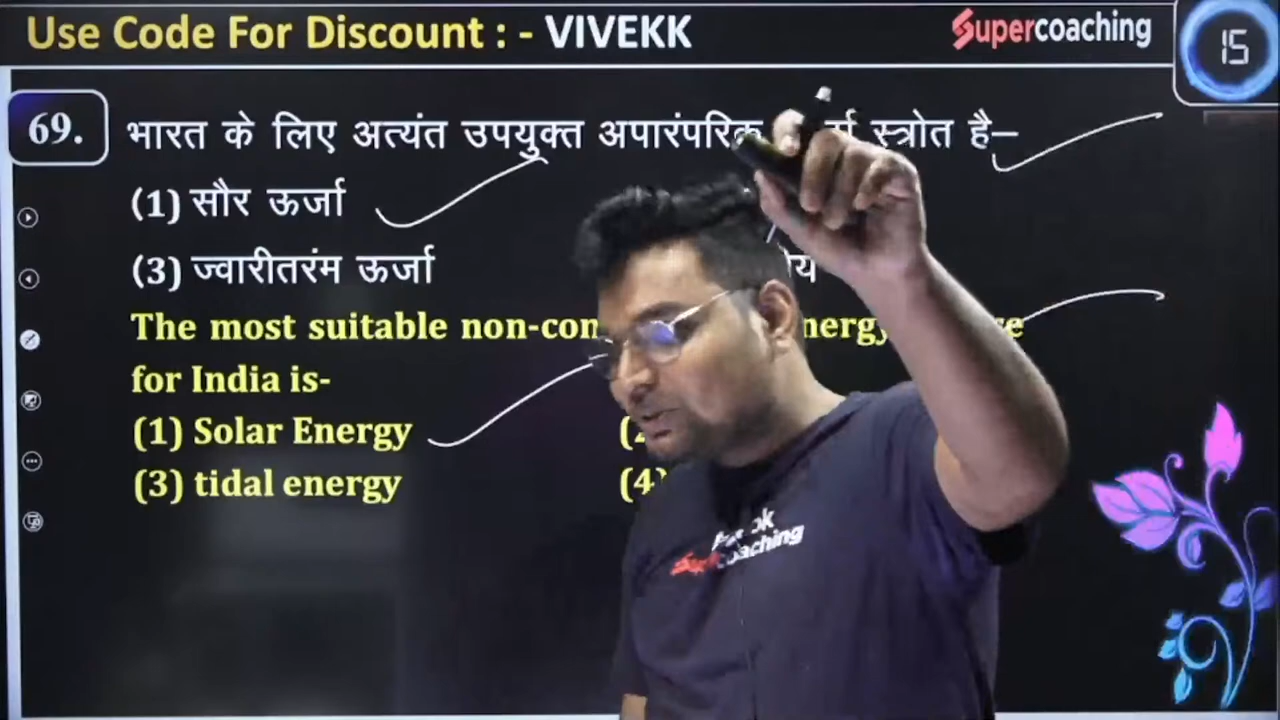 Use Code For Discount : - VIVEKK
Supercoaching
15
69. भारत के लिए अत्यंत उपयुक्त अपारंपरिक स्त्रोत है–
(1) सौर ऊर्जा
(3) ज्वारीतरंम ऊर्जा
The most suitable non-con
for India is-
(1) Solar Energy
(3) tidal energy (4)
coaching